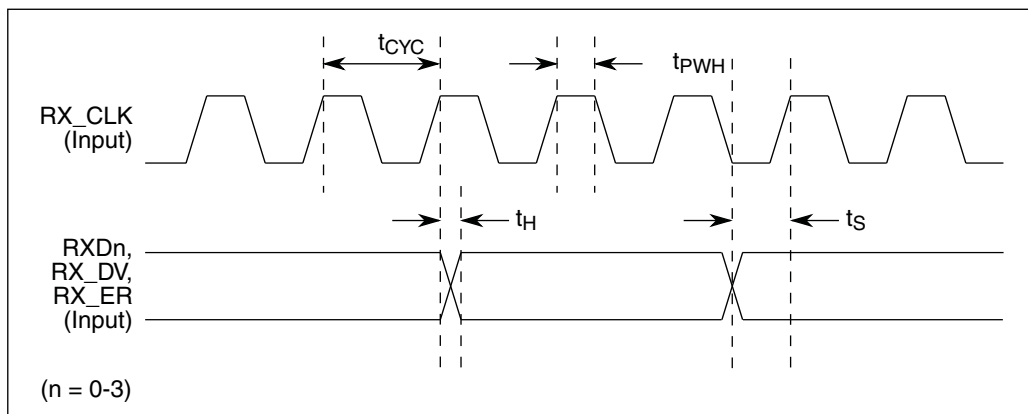 tCYC
tPWH
RX_CLK
(Input)
tH
tS
RXDn,
RX_DV,
RX_ER
(Input)
(n = 0-3)